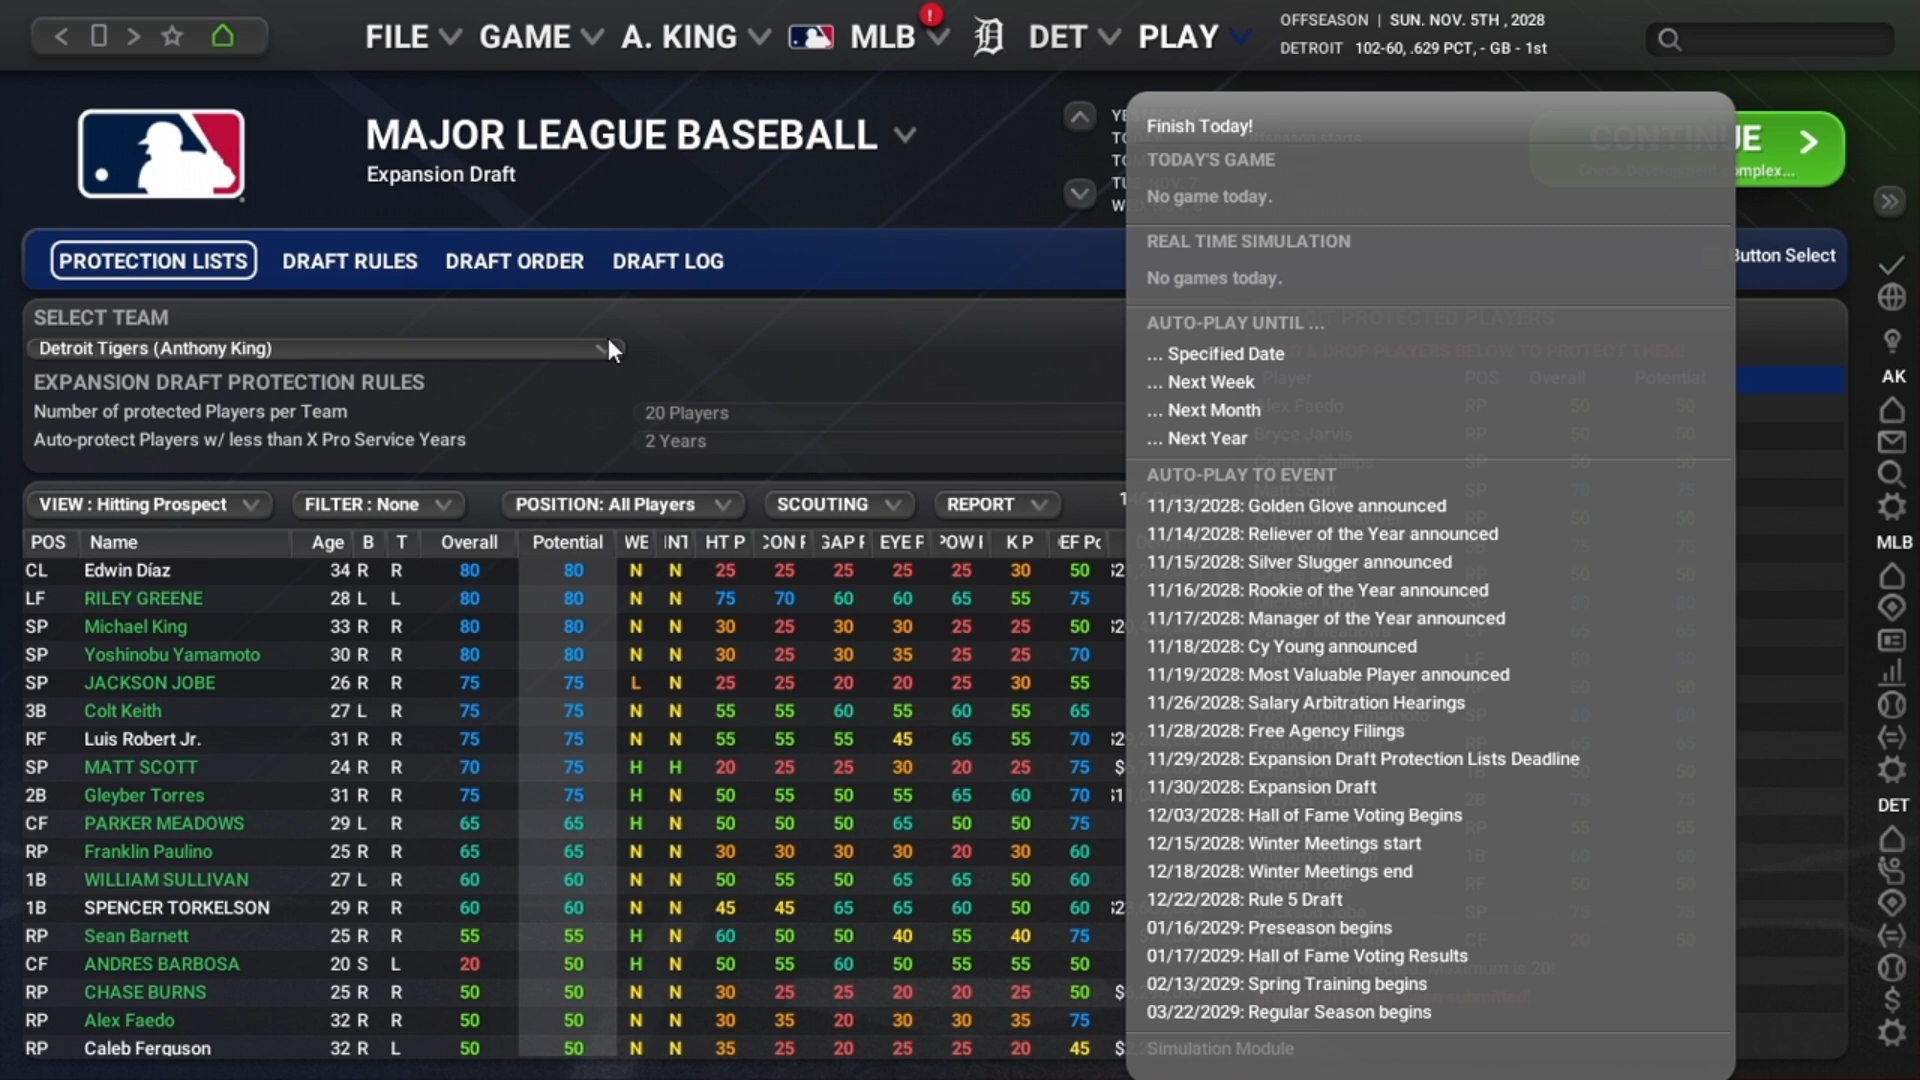 FILE GAME A. KING MLB ! DET PLAY
OFFSEASON | SUN. NOV. 5TH , 2028
DETROIT 102-60, .629 PCT, - GB - 1st
MAJOR LEAGUE BASEBALL
Expansion Draft
PROTECTION LISTS DRAFT RULES DRAFT ORDER DRAFT LOG
Button Select
SELECT TEAM
Detroit Tigers (Anthony King)
EXPANSION DRAFT PROTECTION RULES
Number of protected Players per Team 20 Players
Auto-protect Players w/ less than X Pro Service Years 2 Years
VIEW : Hitting Prospect FILTER : None POSITION: All Players SCOUTING REPORT
POS Name Age B T Overall Potential WE INT HT P CON F GAP F EYE F POW F K P EF Po
CL Edwin Díaz 34 R R 80 80 N N 25 25 25 25 25 30 50
LF RILEY GREENE 28 L L 80 80 N N 75 70 60 60 65 55 75
SP Michael King 33 R R 80 80 N N 30 25 30 30 25 25 50
SP Yoshinobu Yamamoto 30 R R 80 80 N N 30 25 30 35 25 25 70
SP JACKSON JOBE 26 R R 75 75 L N 25 25 20 20 25 30 55
3B Colt Keith 27 L R 75 75 N N 55 55 60 55 60 55 65
RF Luis Robert Jr. 31 R R 75 75 N N 55 55 55 45 65 55 70
SP MATT SCOTT 24 R R 70 75 H H 20 25 25 30 20 25 75
2B Gleyber Torres 31 R R 75 75 H N 50 55 50 55 65 60 70
CF PARKER MEADOWS 29 L R 65 65 H N 50 50 50 65 50 50 75
RP Franklin Paulino 25 R R 65 65 N N 30 30 30 30 20 30 60
1B WILLIAM SULLIVAN 27 L R 60 60 N N 50 55 50 65 65 50 60
1B SPENCER TORKELSON 29 R R 60 60 N N 45 45 65 65 60 50 60
RP Sean Barnett 25 R R 55 55 H N 60 50 50 40 55 40 75
CF ANDRES BARBOSA 20 S L 20 50 H N 50 55 60 50 55 55 50
RP CHASE BURNS 25 R R 50 50 N N 30 25 25 20 20 25 50
RP Alex Faedo 32 R R 50 50 N N 30 35 20 30 30 35 75
RP Caleb Ferguson 32 R L 50 50 N N 35 25 20 25 25 20 45
Finish Today!
TODAY'S GAME
No game today.
REAL TIME SIMULATION
No games today.
AUTO-PLAY UNTIL ...
... Specified Date
... Next Week
... Next Month
... Next Year
AUTO-PLAY TO EVENT
11/13/2028: Golden Glove announced
11/14/2028: Reliever of the Year announced
11/15/2028: Silver Slugger announced
11/16/2028: Rookie of the Year announced
11/17/2028: Manager of the Year announced
11/18/2028: Cy Young announced
11/19/2028: Most Valuable Player announced
11/26/2028: Salary Arbitration Hearings
11/28/2028: Free Agency Filings
11/29/2028: Expansion Draft Protection Lists Deadline
11/30/2028: Expansion Draft
12/03/2028: Hall of Fame Voting Begins
12/15/2028: Winter Meetings start
12/18/2028: Winter Meetings end
12/22/2028: Rule 5 Draft
01/16/2029: Preseason begins
01/17/2029: Hall of Fame Voting Results
02/13/2029: Spring Training begins
03/22/2029: Regular Season begins
Simulation Module
CONTINUE
AK
MLB
DET